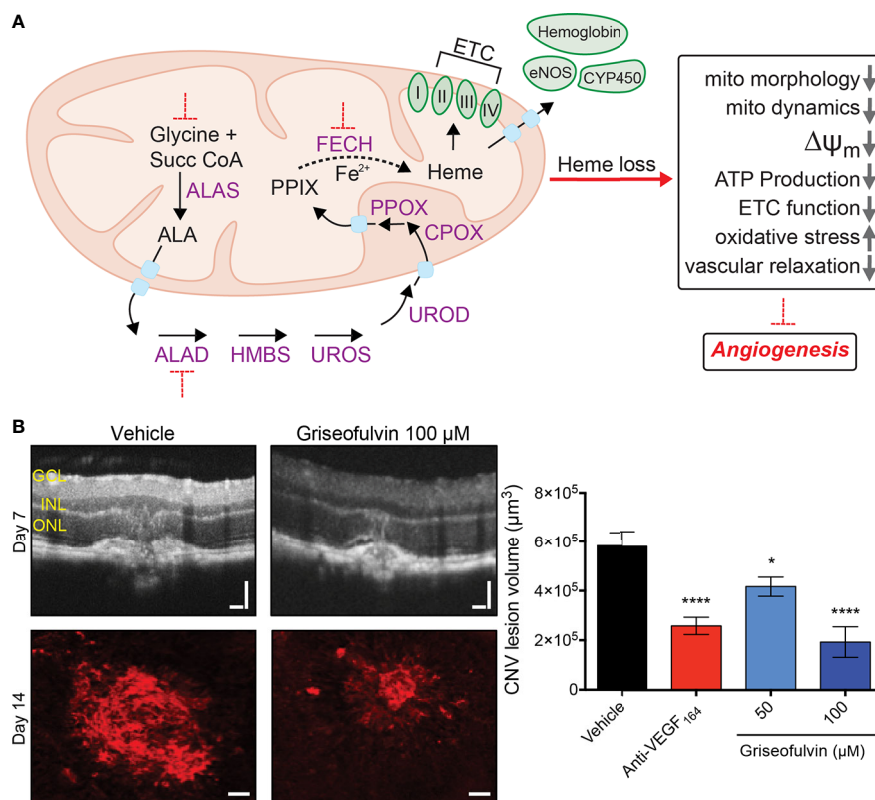 A
ETC
Hemoglobin
eNOS
CYP450
I
II
III
IV
Glycine +
Succ CoA
ALAS
ALA
FECH
Fe2+
PPIX
Heme
PPOX
CPOX
UROD
ALAD
HMBS
UROS
Heme loss
mito morphology
mito dynamics
Δψm
ATP Production
ETC function
oxidative stress
vascular relaxation
Angiogenesis
B
Vehicle
Griseofulvin 100 µM
Day 7
GCL
INL
ONL
Day 14
CNV lesion volume (µm3)
8×105
6×105
4×105
2×105
0
****
*
****
Vehicle
Anti-VEGF164
50
100
Griseofulvin (µM)